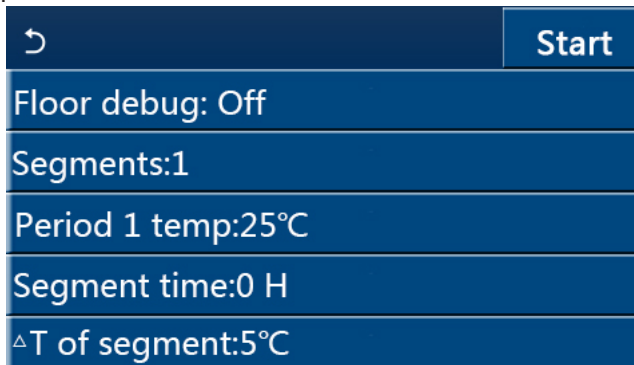 Start
Floor debug: Off
Segments:1
Period 1 temp:25℃
Segment time:0 H
△T of segment:5℃